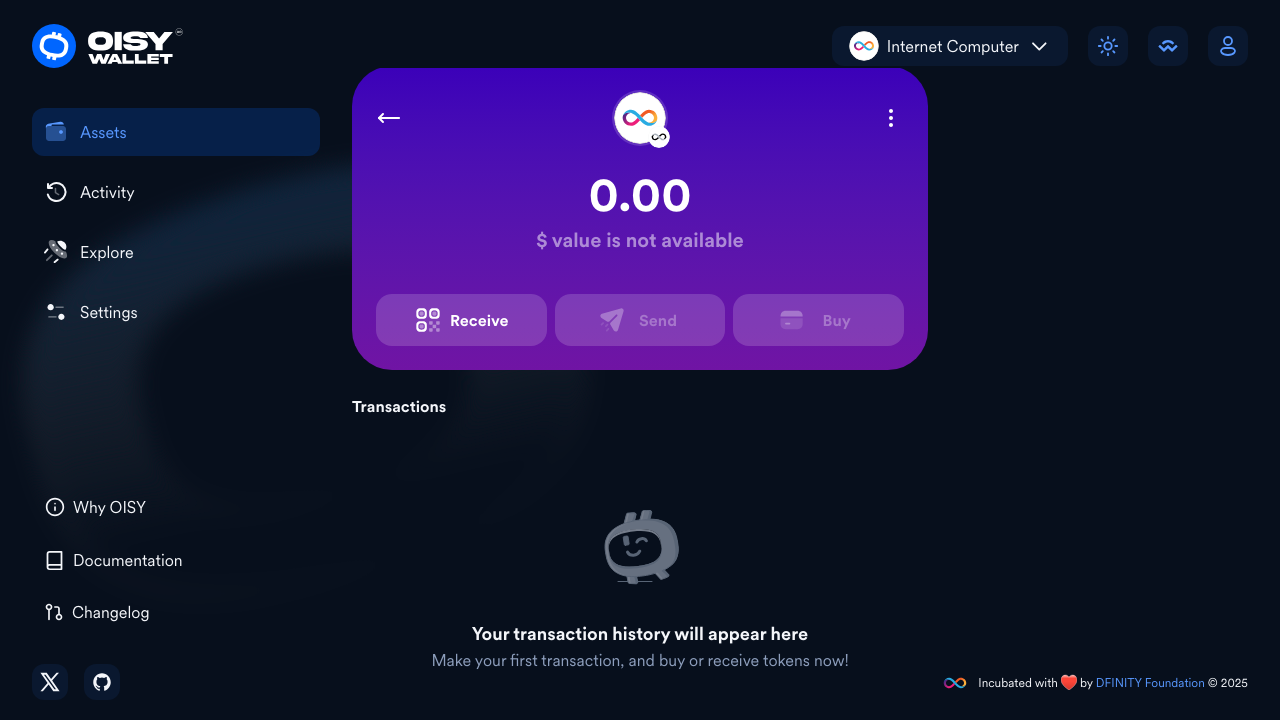 OISY
WALLET
Internet Computer
Assets
Activity
Explore
Settings
0.00
$ value is not available
Receive
Send
Buy
Transactions
Your transaction history will appear here
Make your first transaction, and buy or receive tokens now!
Why OISY
Documentation
Changelog
Incubated with ❤️ by DFINITY Foundation © 2025